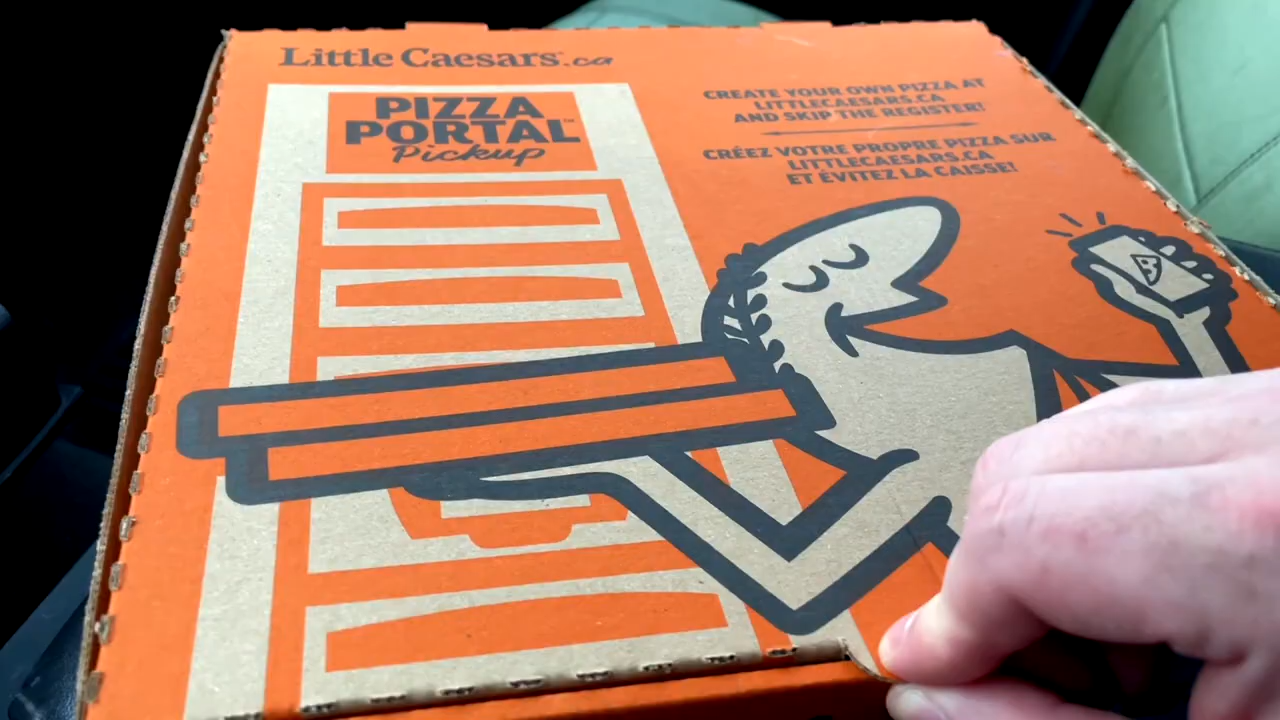 Little Caesars.ca
PIZZA
PORTAL™
Pickup
CREATE YOUR OWN PIZZA AT
LITTLECAESARS.CA
AND SKIP THE REGISTER!
CRÉEZ VOTRE PROPRE PIZZA SUR
LITTLECAESARS.CA
ET ÉVITEZ LA CAISSE!